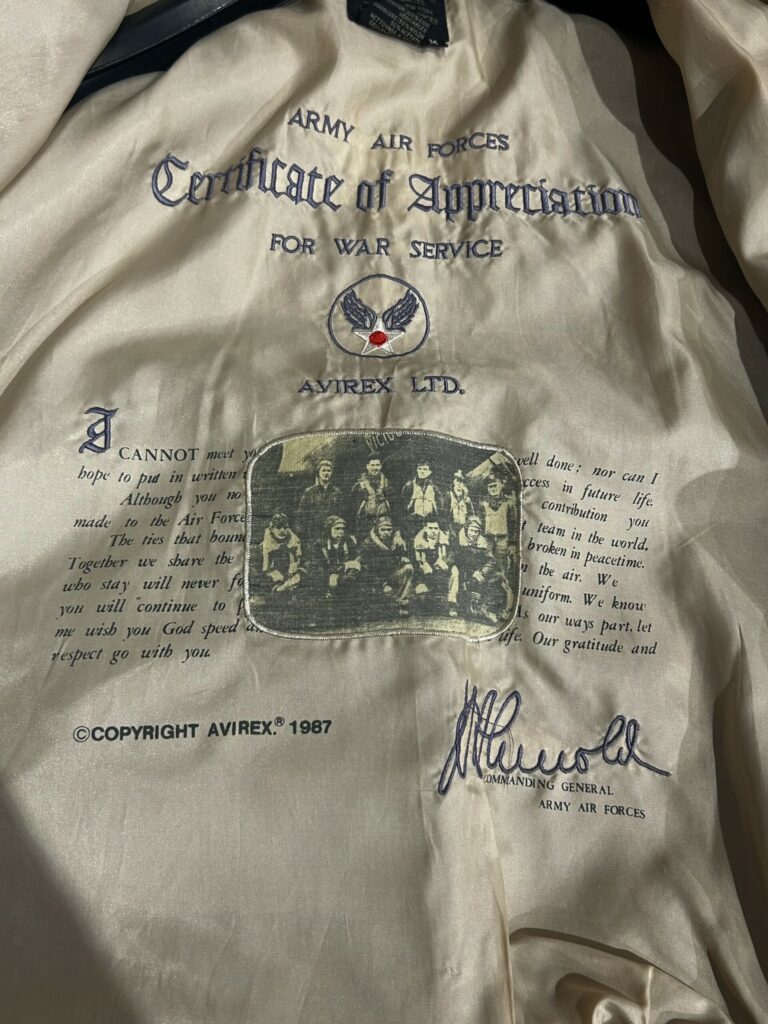 ARMY AIR FORCES
Certificate of Appreciation
FOR WAR SERVICE
AVIREX LTD.
I CANNOT meet well done: nor can I
hope to put in written in future life.
Although you no contribution you
made to the Air Force team in the world.
The ties that boun broken in peacetime.
Together we share the the air. We
who stay will never uniform. We know
you will continue to As our ways part, let
me wish you God speed life. Our gratitude and
respect go with you.
©COPYRIGHT AVIREX.® 1987
HHArnold
COMMANDING GENERAL
ARMY AIR FORCES